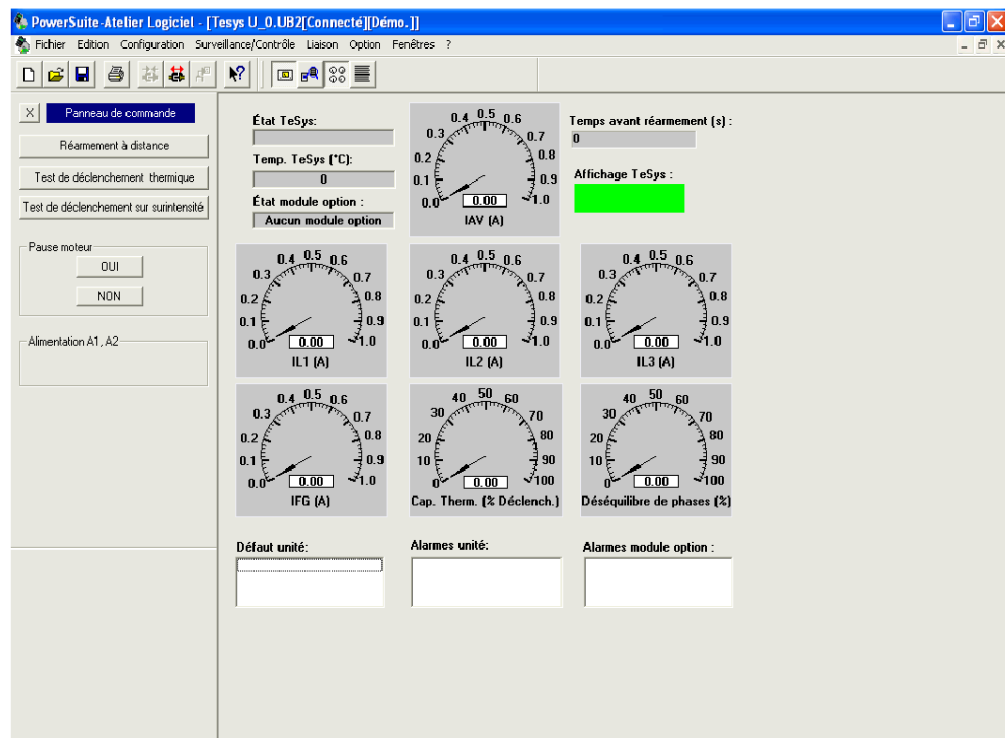 PowerSuite-Atelier Logiciel - [Tesys U_0.UB2[Connecté][Démo.]]
Fichier Edition Configuration Surveillance/Contrôle Liaison Option Fenêtres ?
X Panneau de commande
Réarmement à distance
Test de déclenchement thermique
Test de déclenchement sur surintensité
Pause moteur
OUI
NON
Alimentation A1, A2
État TeSys:
Temp. TeSys (°C):
0
État module option :
Aucun module option
0.0 0.1 0.2 0.3 0.4 0.5 0.6 0.7 0.8 0.9 1.0
0.00
IAV (A)
Temps avant réarmement (s) :
0
Affichage TeSys :
0.0 0.1 0.2 0.3 0.4 0.5 0.6 0.7 0.8 0.9 1.0
0.00
IL1 (A)
0.0 0.1 0.2 0.3 0.4 0.5 0.6 0.7 0.8 0.9 1.0
0.00
IL2 (A)
0.0 0.1 0.2 0.3 0.4 0.5 0.6 0.7 0.8 0.9 1.0
0.00
IL3 (A)
0.0 0.1 0.2 0.3 0.4 0.5 0.6 0.7 0.8 0.9 1.0
0.00
IFG (A)
0 10 20 30 40 50 60 70 80 90 100
0.00
Cap. Therm. (% Déclench.)
0 10 20 30 40 50 60 70 80 90 100
0.00
Déséquilibre de phases (%)
Défaut unité:
Alarmes unité:
Alarmes module option :